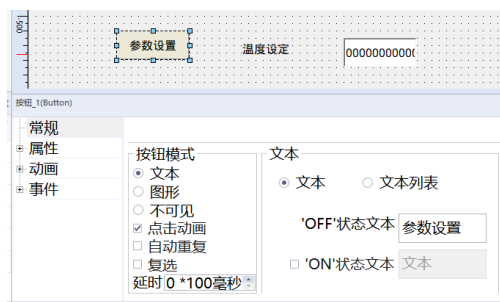 500
参数设置
温度设定
0000000000
按钮_1(Button)
常规
属性
动画
事件
按钮模式
文本
图形
不可见
点击动画
自动重复
复选
延时 0 *100毫秒
文本
文本
文本列表
'OFF'状态文本 参数设置
'ON'状态文本 文本